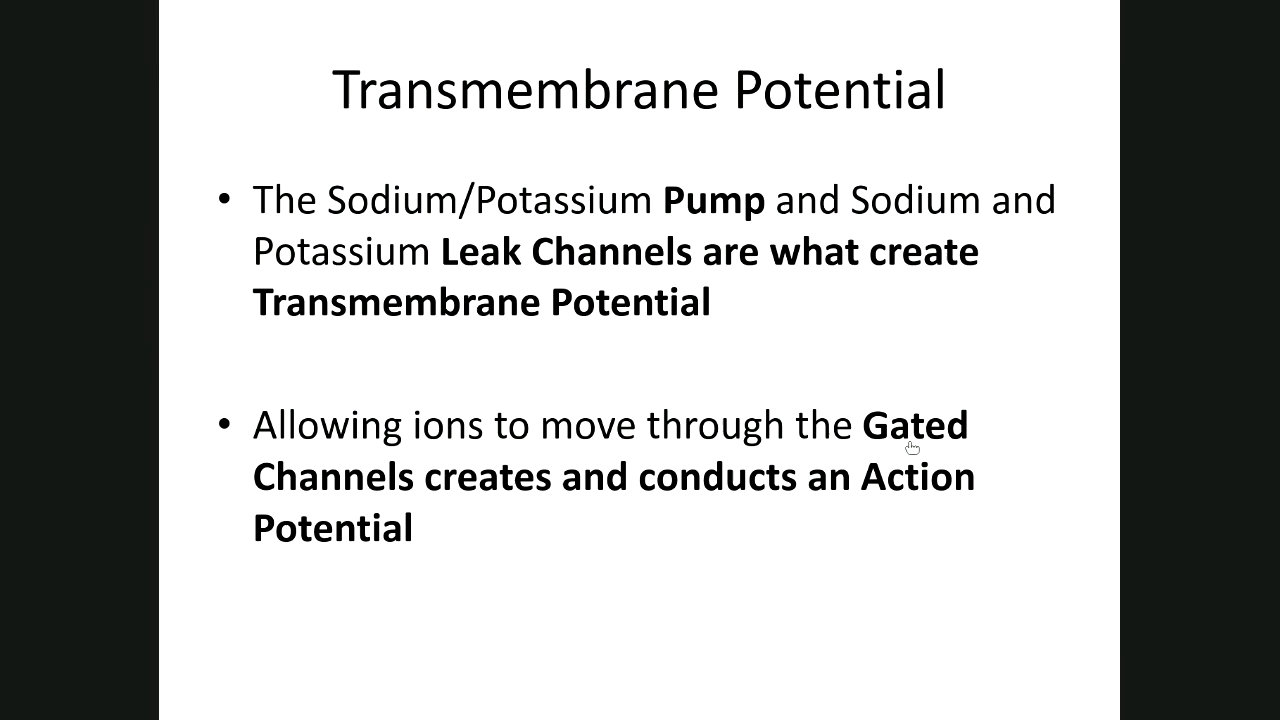 Transmembrane Potential
• The Sodium/Potassium Pump and Sodium and
Potassium Leak Channels are what create
Transmembrane Potential
• Allowing ions to move through the Gated
Channels creates and conducts an Action
Potential